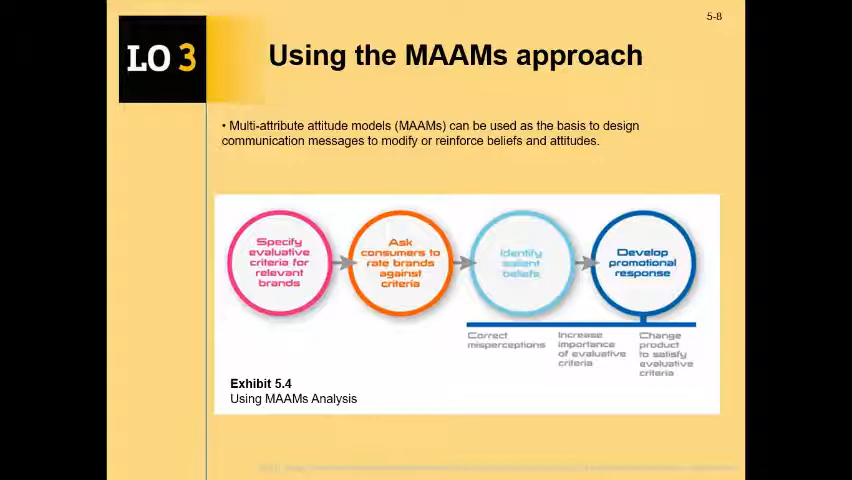 5-8
LO 3
Using the MAAMs approach
• Multi-attribute attitude models (MAAMs) can be used as the basis to design
communication messages to modify or reinforce beliefs and attitudes.
Specify
evaluative
criteria for
relevant
brands
Ask
consumers to
rate brands
against
criteria
Identify
salient
beliefs
Develop
promotional
response
Correct
misperceptions
Increase
importance
of evaluative
criteria
Change
product
to satisfy
evaluative
criteria
Exhibit 5.4
Using MAAMs Analysis